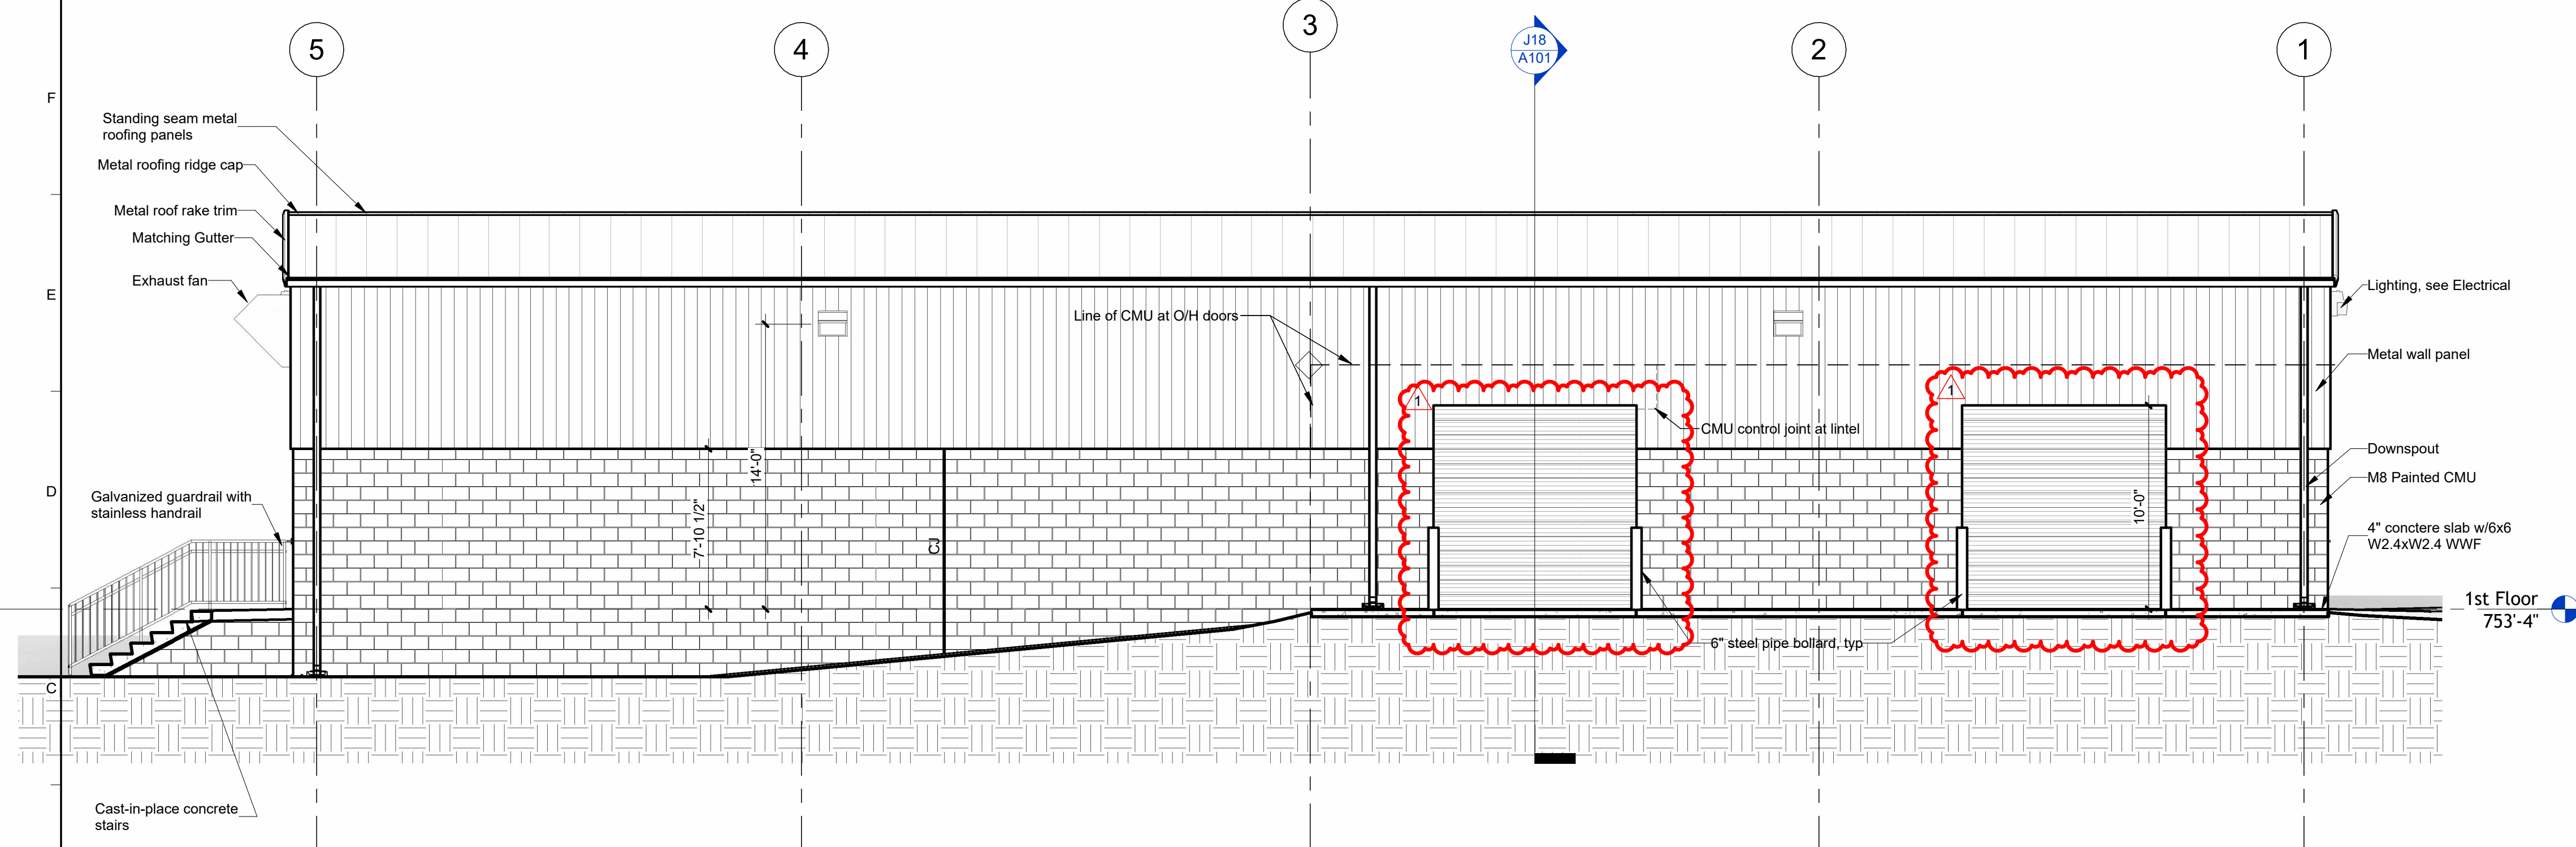 5
4
3
J18
A101
2
1
F
Standing seam metal
roofing panels
Metal roofing ridge cap
Metal roof rake trim
Matching Gutter
Exhaust fan
E
Line of CMU at O/H doors
Lighting, see Electrical
Metal wall panel
1
1
CMU control joint at lintel
Downspout
M8 Painted CMU
D
Galvanized guardrail with
stainless handrail
14'-0"
7'-10 1/2"
CJ
10'-0"
4" conctere slab w/6x6
W2.4xW2.4 WWF
1st Floor
753'-4"
6" steel pipe bollard, typ
C
Cast-in-place concrete
stairs